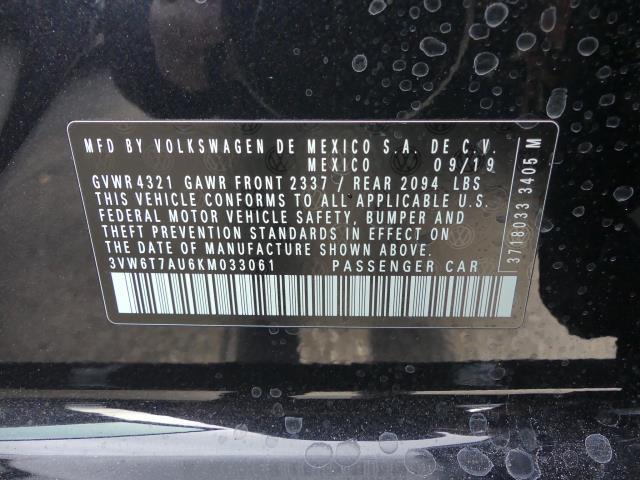 MFD BY VOLKSWAGEN DE MEXICO S.A. DE C.V.
MEXICO 09/19
GVWR 4321 GAWR FRONT 2337 / REAR 2094 LBS
THIS VEHICLE CONFORMS TO ALL APPLICABLE U.S.
FEDERAL MOTOR VEHICLE SAFETY, BUMPER AND
THEFT PREVENTION STANDARDS IN EFFECT ON
THE DATE OF MANUFACTURE SHOWN ABOVE
3VW6T7AU6KM033061 PASSENGER CAR
3718033 3405 M